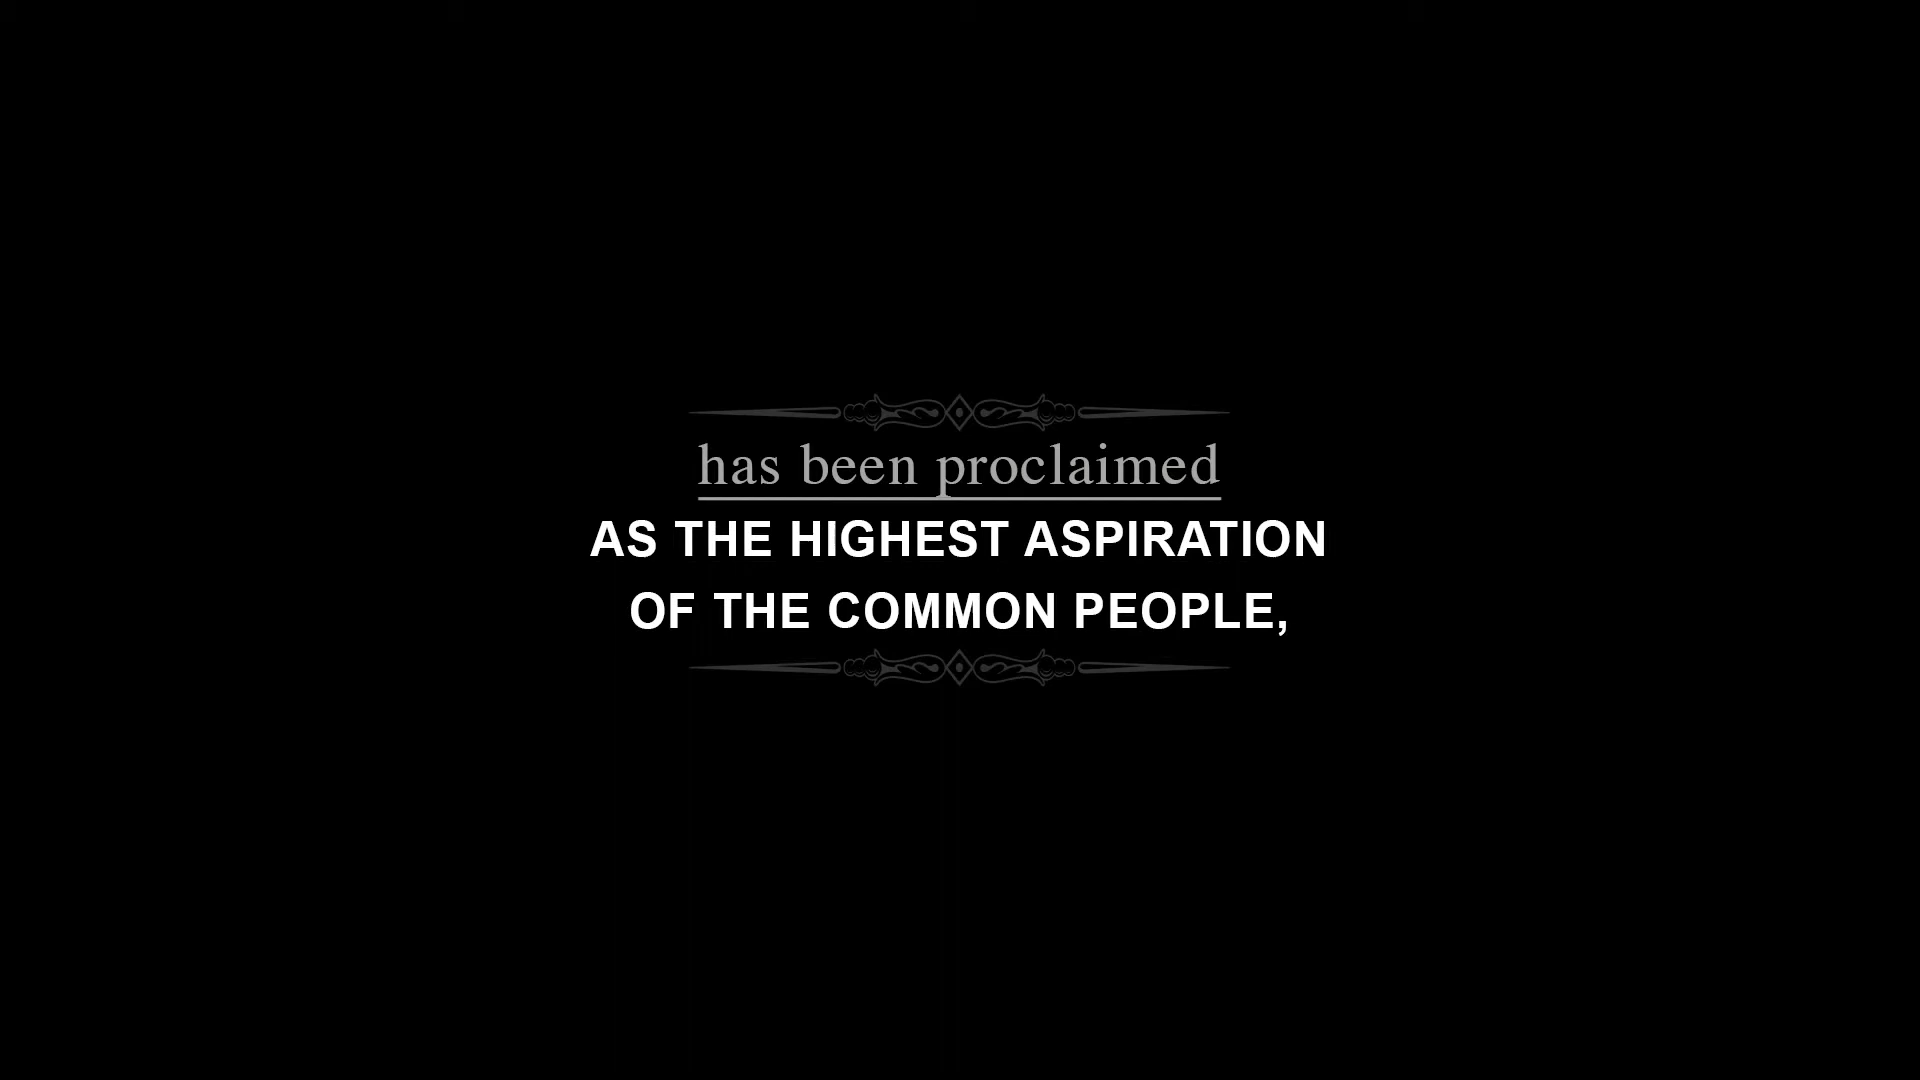 has been proclaimed
AS THE HIGHEST ASPIRATION
OF THE COMMON PEOPLE,